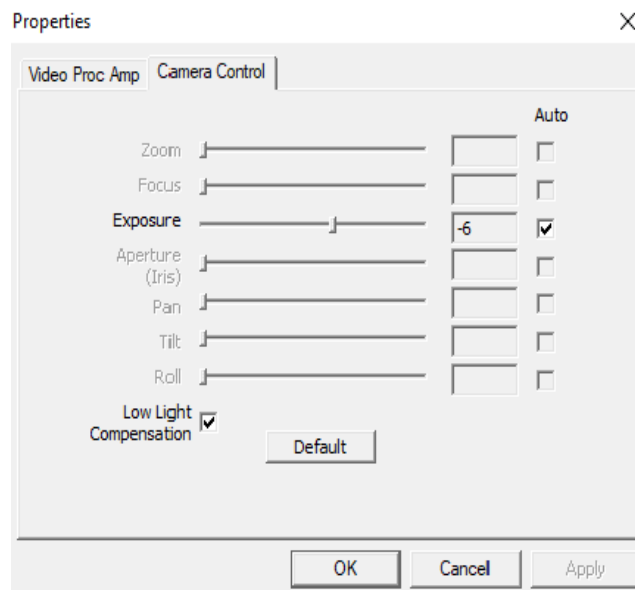 Properties
Video Proc Amp Camera Control
Auto
Zoom
Focus
Exposure -6
Aperture
(Iris)
Pan
Tilt
Roll
Low Light
Compensation
Default
OK Cancel Apply